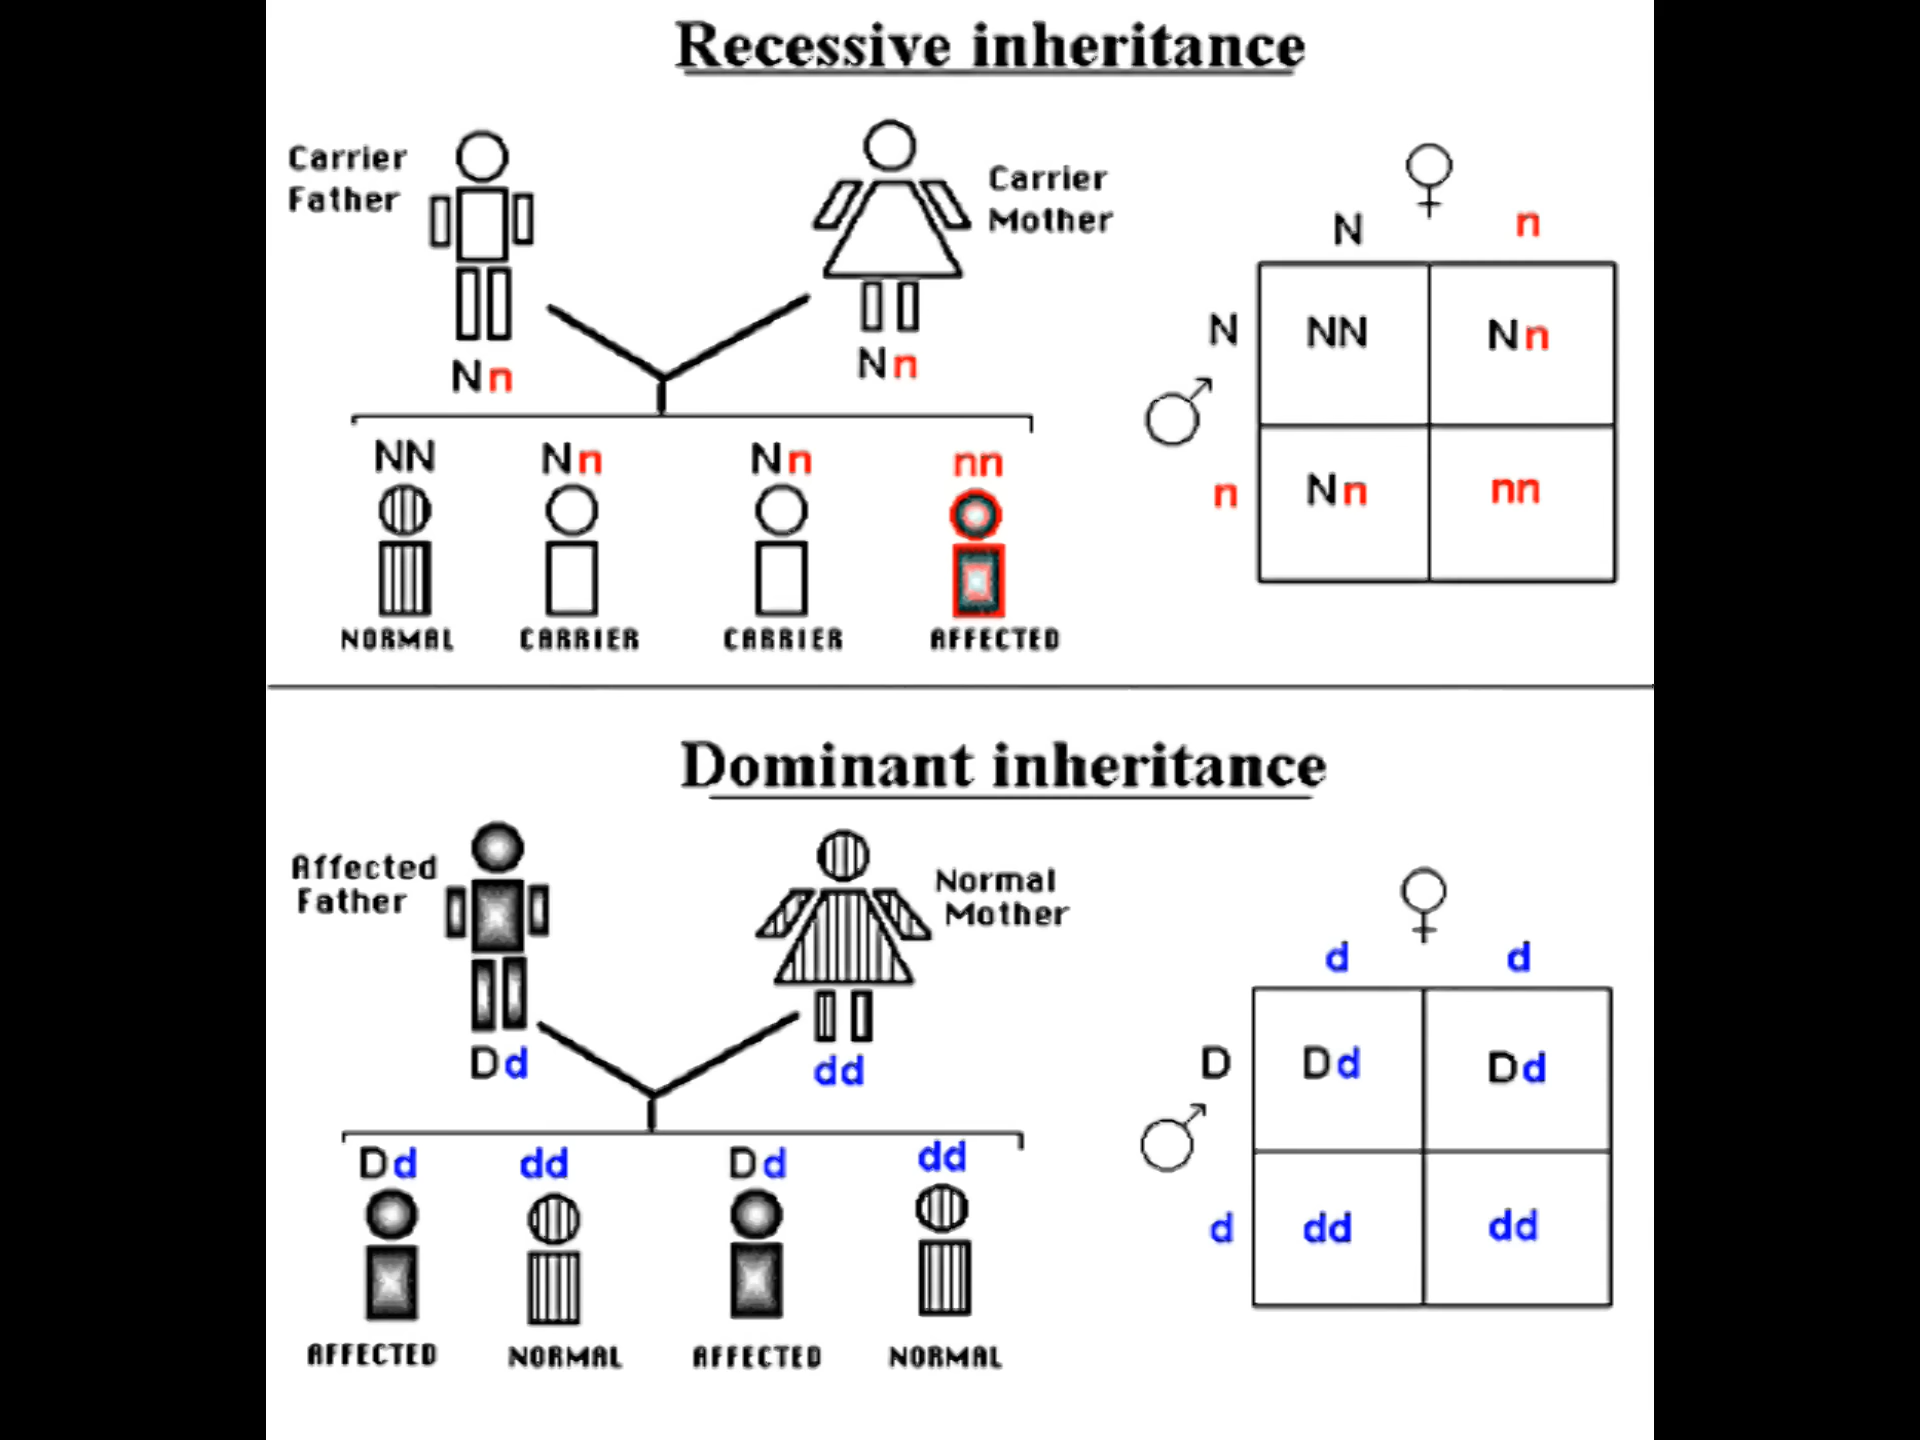 Recessive inheritance
Carrier
Father
Carrier
Mother
Nn
Nn
NN Nn Nn nn
NORMAL CARRIER CARRIER AFFECTED
N n
N NN Nn
n Nn nn
Dominant inheritance
Affected
Father
Normal
Mother
Dd
dd
Dd dd Dd dd
AFFECTED NORMAL AFFECTED NORMAL
d d
D Dd Dd
d dd dd